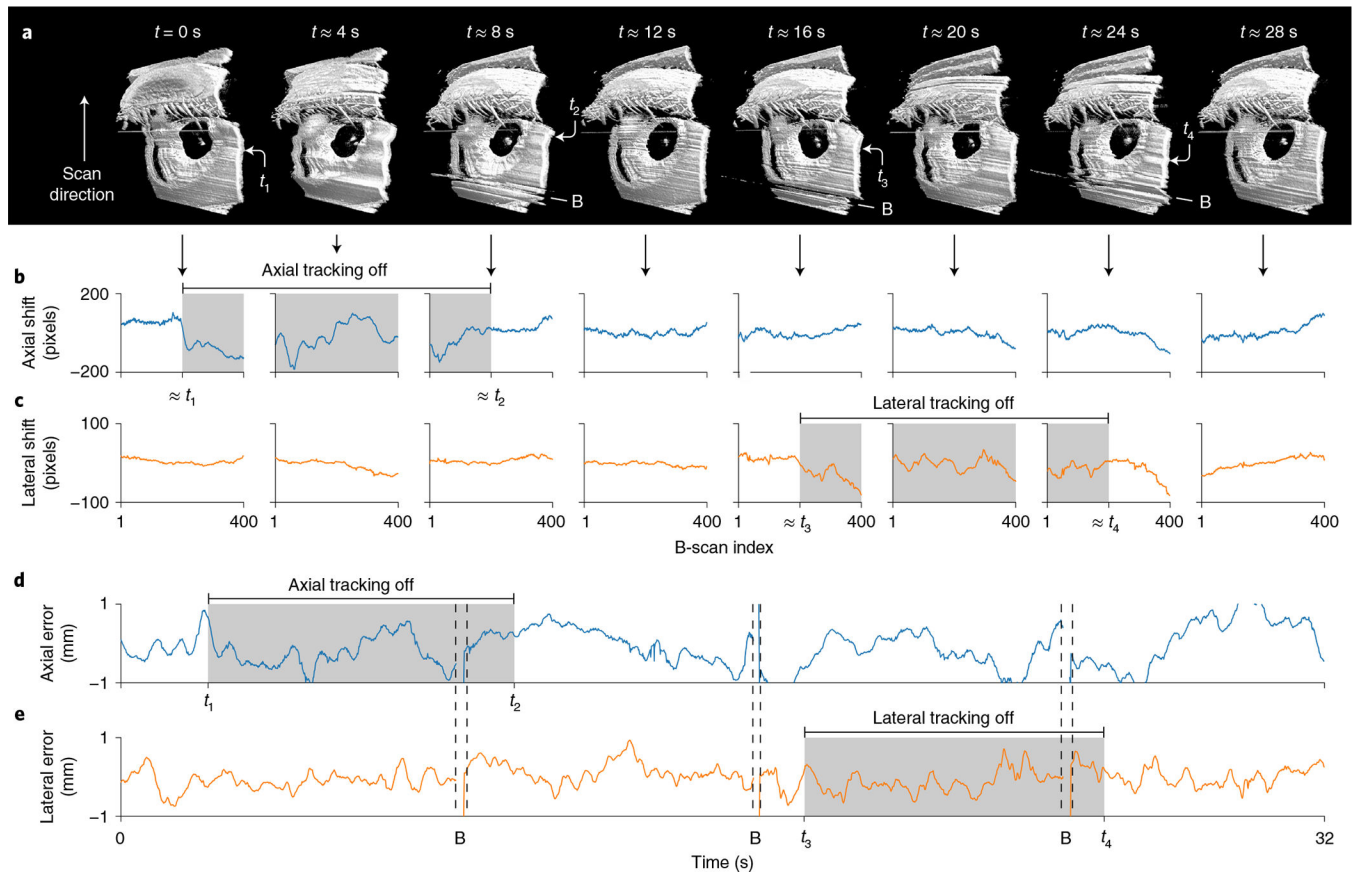 a
t = 0 s t ≈ 4 s t ≈ 8 s t ≈ 12 s t ≈ 16 s t ≈ 20 s t ≈ 24 s t ≈ 28 s
Scan
direction
t1
t2
B
t3
B
t4
B
b
Axial tracking off
Axial shift
(pixels)
200
−200
≈ t1
≈ t2
c
Lateral tracking off
Lateral shift
(pixels)
100
−100
1 400 1 400 1 400 1 400 1 ≈ t3 400 1 400 1 ≈ t4 400 1 400
B-scan index
d
Axial tracking off
Axial error
(mm)
1
−1
t1
t2
e
Lateral tracking off
Lateral error
(mm)
1
−1
0 B B t3 B t4 32
Time (s)